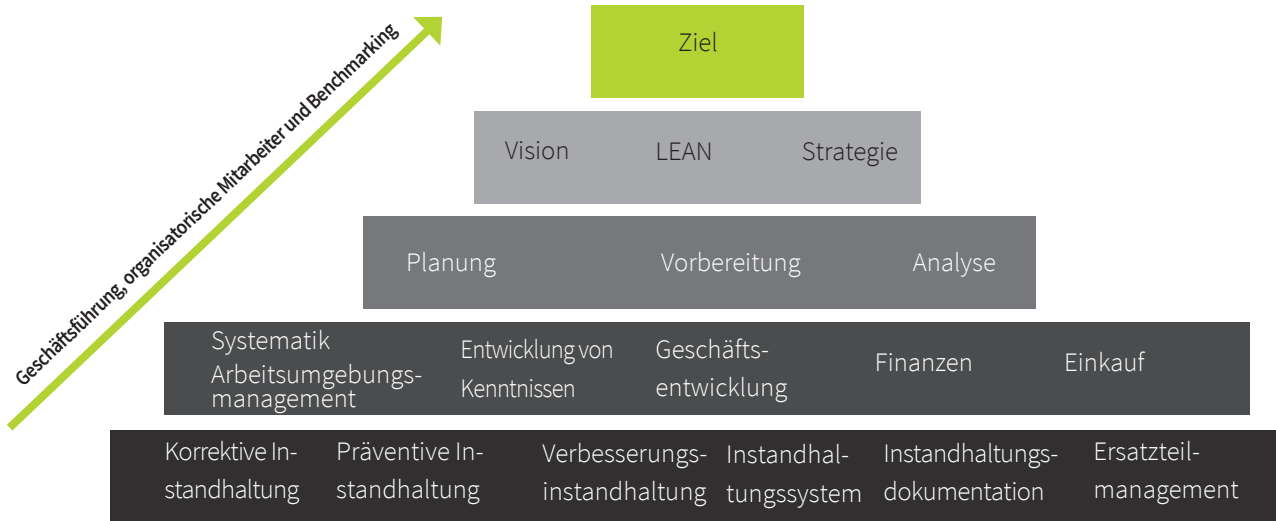 Geschäftsführung, organisatorische Mitarbeiter und Benchmarking
Ziel
Vision
LEAN
Strategie
Planung
Vorbereitung
Analyse
Systematik
Arbeitsumgebungs-
management
Entwicklung von
Kenntnissen
Geschäfts-
entwicklung
Finanzen
Einkauf
Korrektive In-
standhaltung
Präventive In-
standhaltung
Verbesserungs-
instandhaltung
Instandhal-
tungssystem
Instandhaltungs-
dokumentation
Ersatzteil-
management